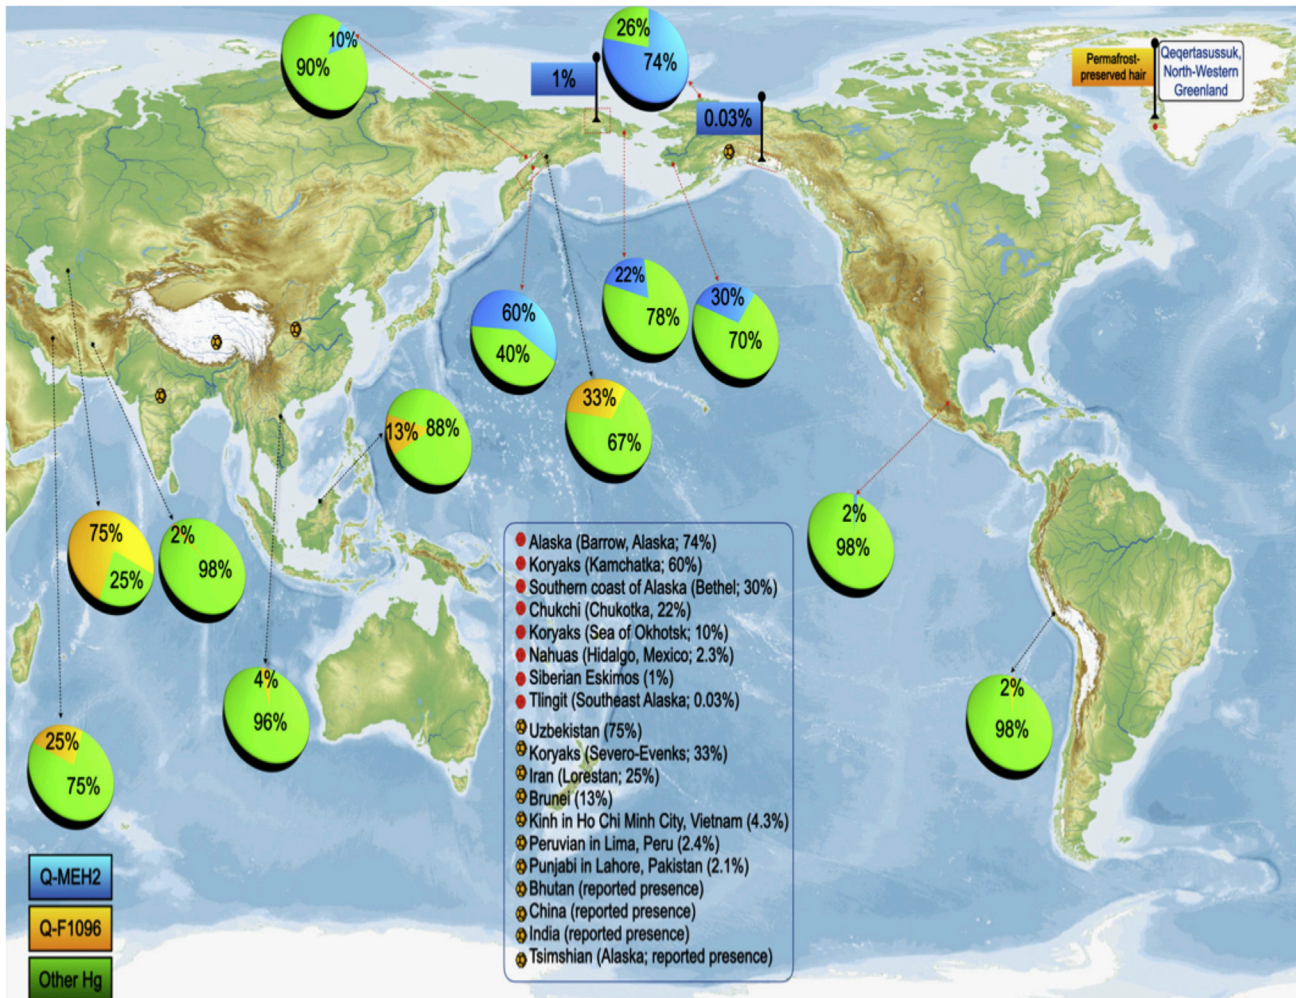 10%
90%
1%
26%
74%
0.03%
Permafrost-
preserved hair
Qeqertasussuk,
North-Western
Greenland
60%
40%
22%
78%
30%
70%
33%
67%
13%
88%
75%
25%
2%
98%
4%
96%
25%
75%
2%
98%
2%
98%
Alaska (Barrow, Alaska; 74%)
Koryaks (Kamchatka; 60%)
Southern coast of Alaska (Bethel; 30%)
Chukchi (Chukotka, 22%)
Koryaks (Sea of Okhotsk; 10%)
Nahuas (Hidalgo, Mexico; 2.3%)
Siberian Eskimos (1%)
Tlingit (Southeast Alaska; 0.03%)
Uzbekistan (75%)
Koryaks (Severo-Evenks; 33%)
Iran (Lorestan; 25%)
Brunei (13%)
Kinh in Ho Chi Minh City, Vietnam (4.3%)
Peruvian in Lima, Peru (2.4%)
Punjabi in Lahore, Pakistan (2.1%)
Bhutan (reported presence)
China (reported presence)
India (reported presence)
Tsimshian (Alaska; reported presence)
Q-MEH2
Q-F1096
Other Hg